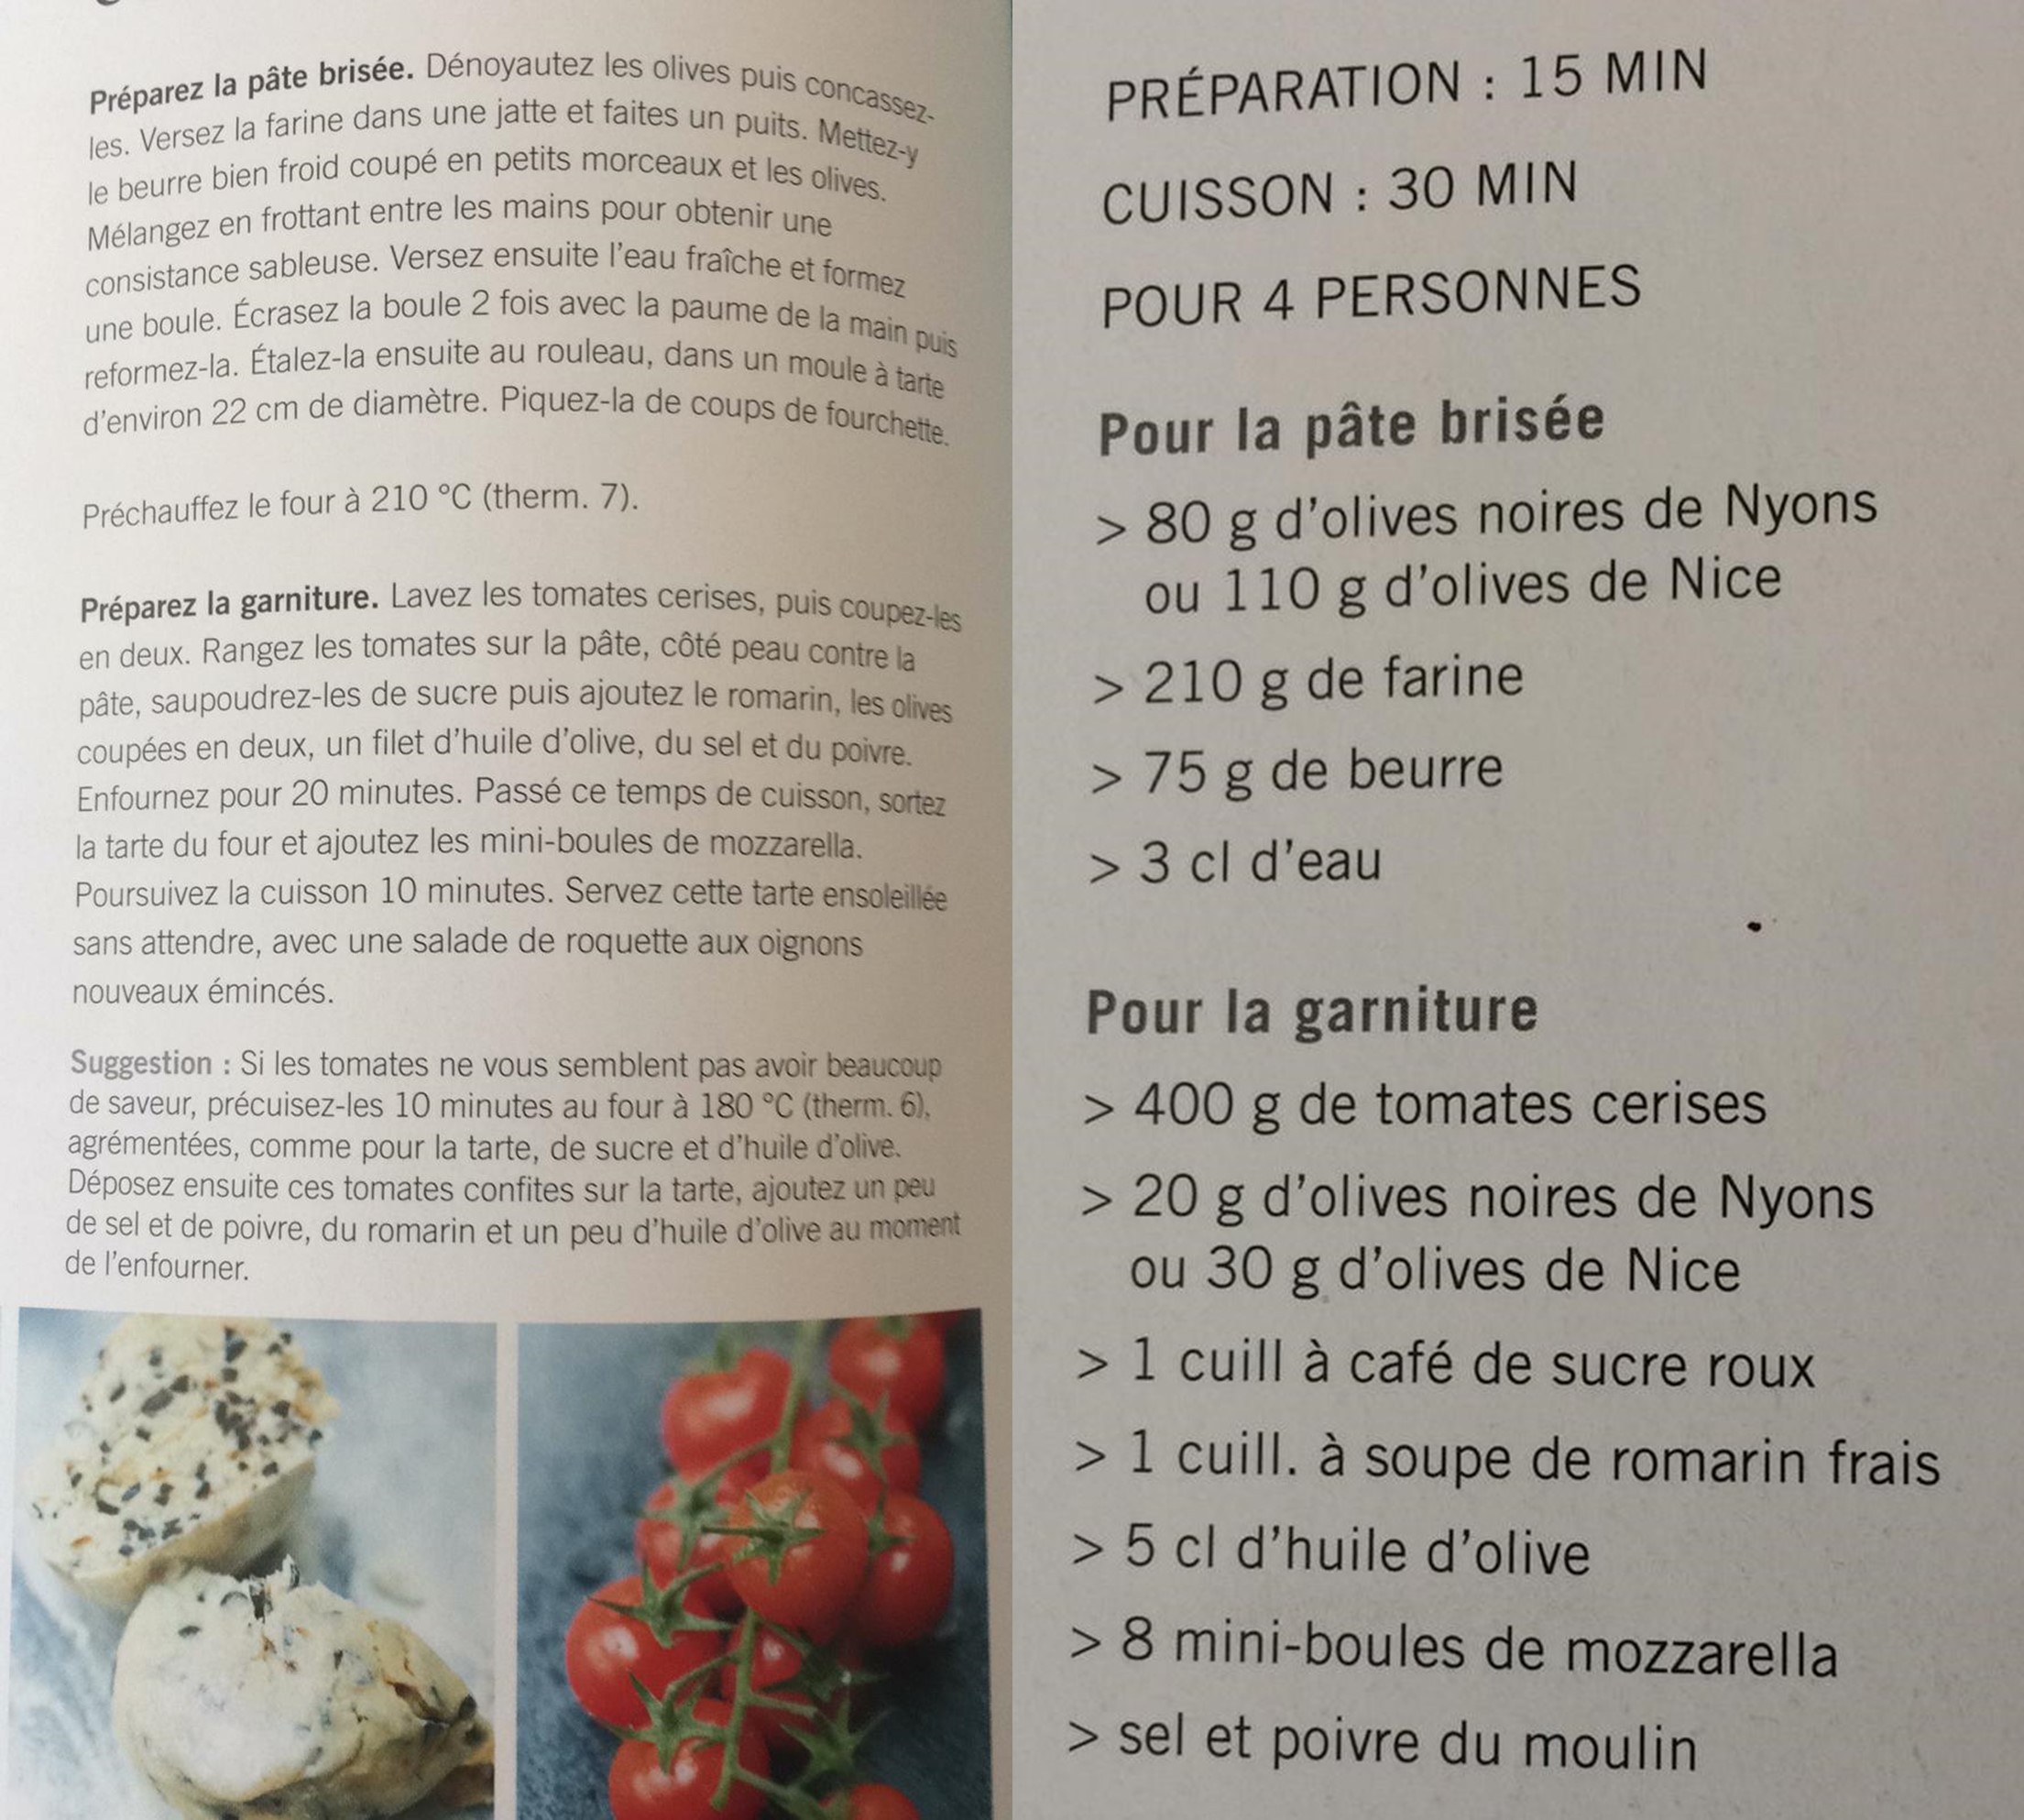 Préparez la pâte brisée. Dénoyautez les olives puis concassez-
les. Versez la farine dans une jatte et faites un puits. Mettez-y
le beurre bien froid coupé en petits morceaux et les olives.
Mélangez en frottant entre les mains pour obtenir une
consistance sableuse. Versez ensuite l'eau fraîche et formez
une boule. Écrasez la boule 2 fois avec la paume de la main puis
reformez-la. Étalez-la ensuite au rouleau, dans un moule à tarte
d'environ 22 cm de diamètre. Piquez-la de coups de fourchette.
Préchauffez le four à 210 °C (therm. 7).
Préparez la garniture. Lavez les tomates cerises, puis coupez-les
en deux. Rangez les tomates sur la pâte, côté peau contre la
pâte, saupoudrez-les de sucre puis ajoutez le romarin, les olives
coupées en deux, un filet d'huile d'olive, du sel et du poivre.
Enfournez pour 20 minutes. Passé ce temps de cuisson, sortez
la tarte du four et ajoutez les mini-boules de mozzarella.
Poursuivez la cuisson 10 minutes. Servez cette tarte ensoleillée
sans attendre, avec une salade de roquette aux oignons
nouveaux émincés.
Suggestion : Si les tomates ne vous semblent pas avoir beaucoup
de saveur, précuisez-les 10 minutes au four à 180 °C (therm. 6),
agrémentées, comme pour la tarte, de sucre et d'huile d'olive.
Déposez ensuite ces tomates confites sur la tarte, ajoutez un peu
de sel et de poivre, du romarin et un peu d'huile d'olive au moment
de l'enfourner.
PRÉPARATION : 15 MIN
CUISSON : 30 MIN
POUR 4 PERSONNES
Pour la pâte brisée
> 80 g d'olives noires de Nyons
ou 110 g d'olives de Nice
> 210 g de farine
> 75 g de beurre
> 3 cl d'eau
Pour la garniture
> 400 g de tomates cerises
> 20 g d'olives noires de Nyons
ou 30 g d'olives de Nice
> 1 cuill à café de sucre roux
> 1 cuill. à soupe de romarin frais
> 5 cl d'huile d'olive
> 8 mini-boules de mozzarella
> sel et poivre du moulin